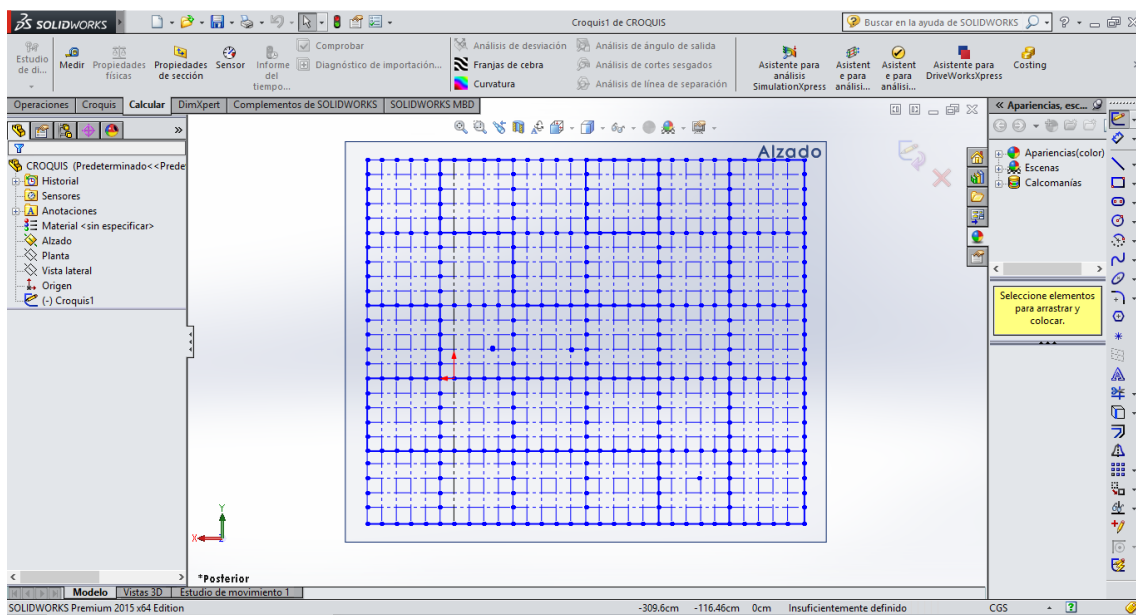 SOLIDWORKS
Croquis1 de CROQUIS
Buscar en la ayuda de SOLIDWORKS
Estudio de di...
Medir
Propiedades físicas
Propiedades de sección
Sensor
Informe del tiempo...
Comprobar
Diagnóstico de importación...
Análisis de desviación
Franjas de cebra
Curvatura
Análisis de ángulo de salida
Análisis de cortes sesgados
Análisis de línea de separación
Asistente para análisis SimulationXpress
Asistent e para análisi...
Asistent e para análisi...
Asistente para DriveWorksXpress
Costing
Operaciones Croquis Calcular DimXpert Complementos de SOLIDWORKS SOLIDWORKS MBD
CROQUIS (Predeterminado<<Prede
Historial
Sensores
Anotaciones
Material <sin especificar>
Alzado
Planta
Vista lateral
Origen
(-) Croquis1
Alzado
Y
X
*Posterior
Apariencias, esc...
Apariencias(color)
Escenas
Calcomanías
Seleccione elementos
para arrastrar y
colocar.
Modelo Vistas 3D Estudio de movimiento 1
SOLIDWORKS Premium 2015 x64 Edition
-309.6cm -116.46cm 0cm Insuficientemente definido CGS